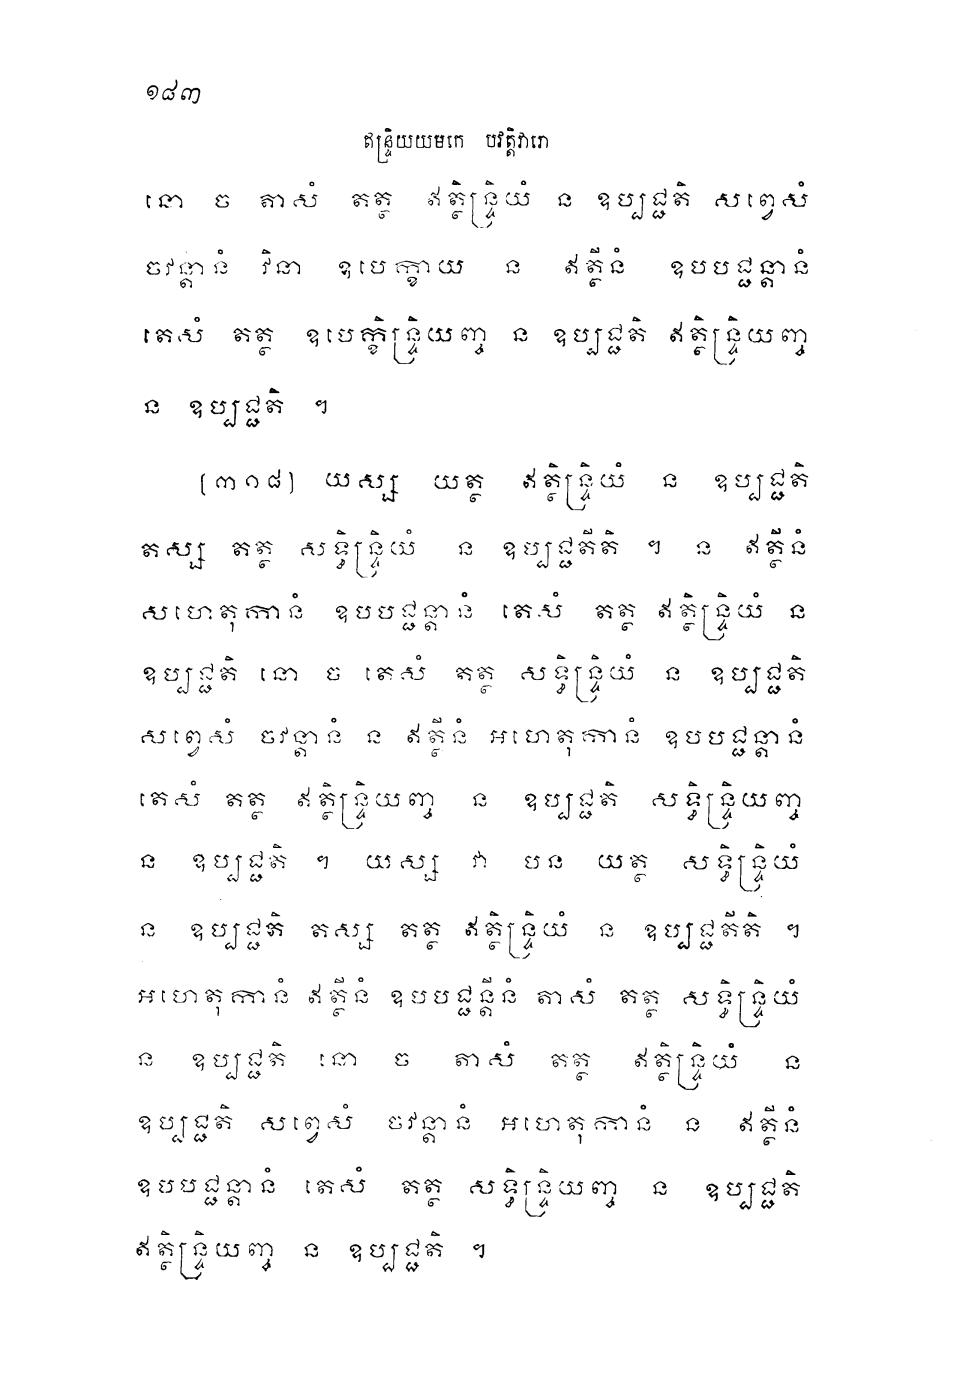 ១៨៣
ឥន្ទ្រិយយមកេ បវត្តិវារោ
នោ ច តាសំ តត្ថ ឥត្ថិន្ទ្រិយំ ន ឧប្បជ្ជតិ សព្វេសំ
ចវន្តានំ វិនា ឧបេក្ខាយ ន ឥត្ថីនំ ឧបបជ្ជន្តានំ
តេសំ តត្ថ ឧបេក្ខិន្ទ្រិយញ្ច ន ឧប្បជ្ជតិ ឥត្ថិន្ទ្រិយញ្ច
ន ឧប្បជ្ជតិ ។
(៣១៨) យស្ស យត្ថ ឥត្ថិន្ទ្រិយំ ន ឧប្បជ្ជតិ
តស្ស តត្ថ សទ្ធិន្ទ្រិយំ ន ឧប្បជ្ជតីតិ ។ ន ឥត្ថីនំ
សហេតុកានំ ឧបបជ្ជន្តានំ តេសំ តត្ថ ឥត្ថិន្ទ្រិយំ ន
ឧប្បជ្ជតិ នោ ច តេសំ តត្ថ សទ្ធិន្ទ្រិយំ ន ឧប្បជ្ជតិ
សព្វេសំ ចវន្តានំ ន ឥត្ថីនំ អហេតុកានំ ឧបបជ្ជន្តានំ
តេសំ តត្ថ ឥត្ថិន្ទ្រិយញ្ច ន ឧប្បជ្ជតិ សទ្ធិន្ទ្រិយញ្ច
ន ឧប្បជ្ជតិ ។ យស្ស វា បន យត្ថ សទ្ធិន្ទ្រិយំ
ន ឧប្បជ្ជតិ តស្ស តត្ថ ឥត្ថិន្ទ្រិយំ ន ឧប្បជ្ជតីតិ ។
អហេតុកានំ ឥត្ថីនំ ឧបបជ្ជន្តីនំ តាសំ តត្ថ សទ្ធិន្ទ្រិយំ
ន ឧប្បជ្ជតិ នោ ច តាសំ តត្ថ ឥត្ថិន្ទ្រិយំ ន
ឧប្បជ្ជតិ សព្វេសំ ចវន្តានំ អហេតុកានំ ន ឥត្ថីនំ
ឧបបជ្ជន្តានំ តេសំ តត្ថ សទ្ធិន្ទ្រិយញ្ច ន ឧប្បជ្ជតិ
ឥត្ថិន្ទ្រិយញ្ច ន ឧប្បជ្ជតិ ។